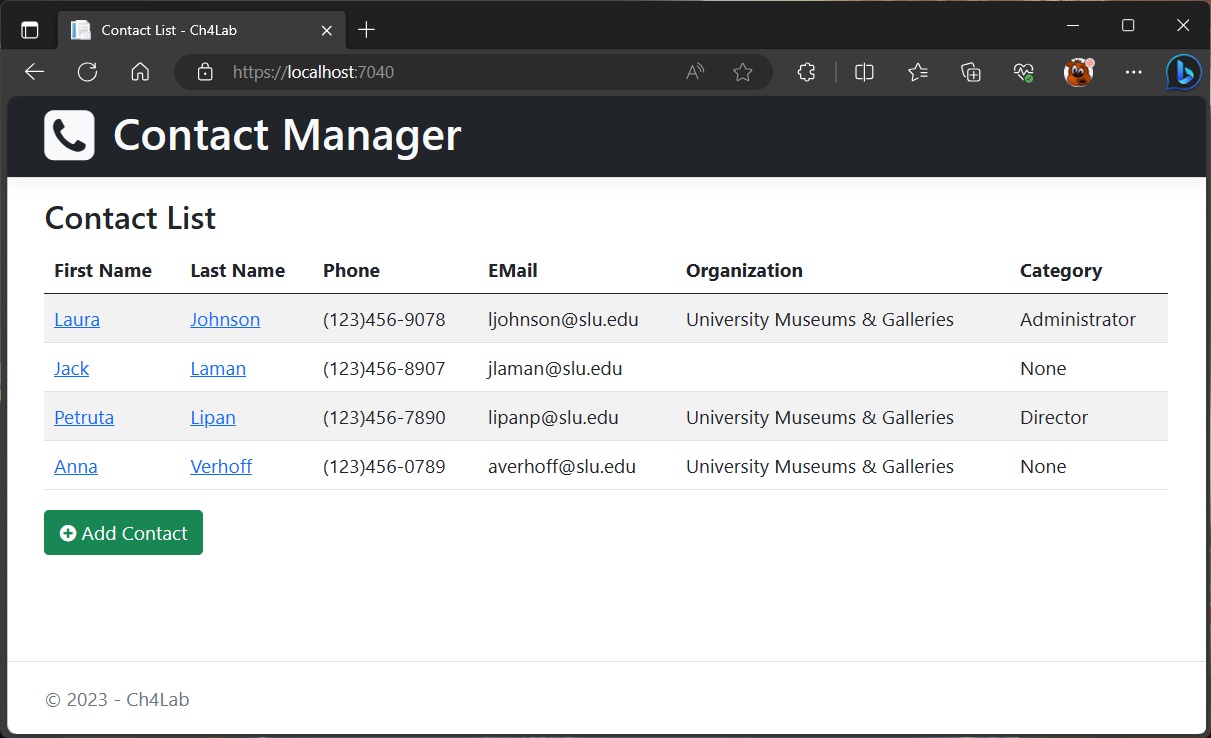 Contact List - Ch4Lab
https://localhost:7040
Contact Manager
Contact List
First Name Last Name Phone EMail Organization Category
Laura Johnson (123)456-9078 ljohnson@slu.edu University Museums & Galleries Administrator
Jack Laman (123)456-8907 jlaman@slu.edu None
Petruta Lipan (123)456-7890 lipanp@slu.edu University Museums & Galleries Director
Anna Verhoff (123)456-0789 averhoff@slu.edu University Museums & Galleries None
Add Contact
© 2023 - Ch4Lab